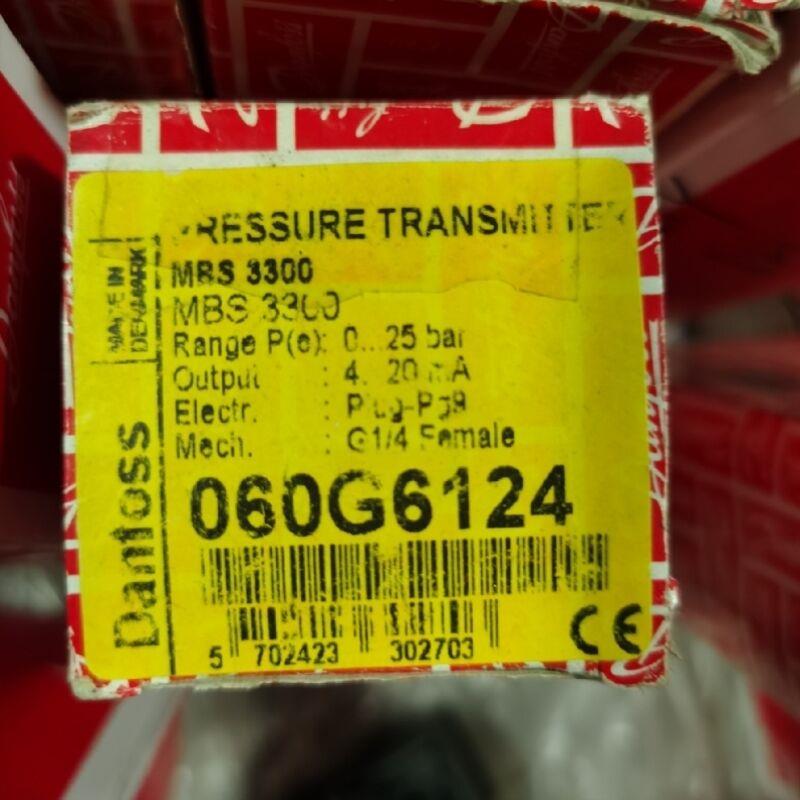 PRESSURE TRANSMITTER
MBS 3300
MBS 3300
Range P(e): 0...25 bar
Output : 4...20 mA
Electr. : Plug-Pg9
Mech. : G1/4 Female
060G6124
5 702423 302703
CE
MADE IN
DENMARK
Danfoss